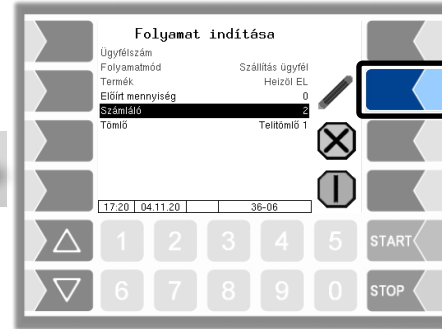 Folyamat indítása
Ügyfélszám
Folyamatmód Szállítás ügyfél
Termék Heizöl EL
Előírt mennyiség 0
Számláló 2
Tömlő Telitömlő 1
17:20 04.11.20 36-06
1 2 3 4 5 START
6 7 8 9 0 STOP